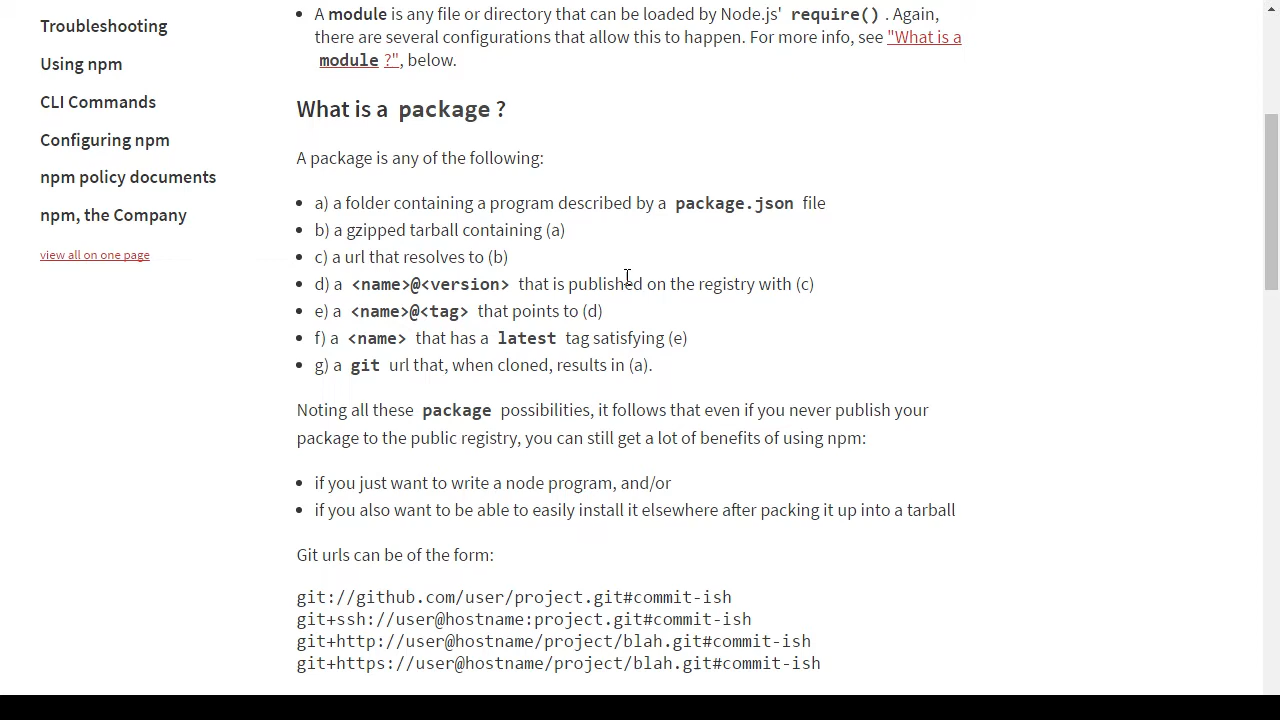 Troubleshooting
Using npm
CLI Commands
Configuring npm
npm policy documents
npm, the Company
view all on one page
• A module is any file or directory that can be loaded by Node.js' require() . Again,
there are several configurations that allow this to happen. For more info, see "What is a
module ?", below.
What is a package ?
A package is any of the following:
• a) a folder containing a program described by a package.json file
• b) a gzipped tarball containing (a)
• c) a url that resolves to (b)
• d) a <name>@<version> that is published on the registry with (c)
• e) a <name>@<tag> that points to (d)
• f) a <name> that has a latest tag satisfying (e)
• g) a git url that, when cloned, results in (a).
Noting all these package possibilities, it follows that even if you never publish your
package to the public registry, you can still get a lot of benefits of using npm:
• if you just want to write a node program, and/or
• if you also want to be able to easily install it elsewhere after packing it up into a tarball
Git urls can be of the form:
git://github.com/user/project.git#commit-ish
git+ssh://user@hostname:project.git#commit-ish
git+http://user@hostname/project/blah.git#commit-ish
git+https://user@hostname/project/blah.git#commit-ish